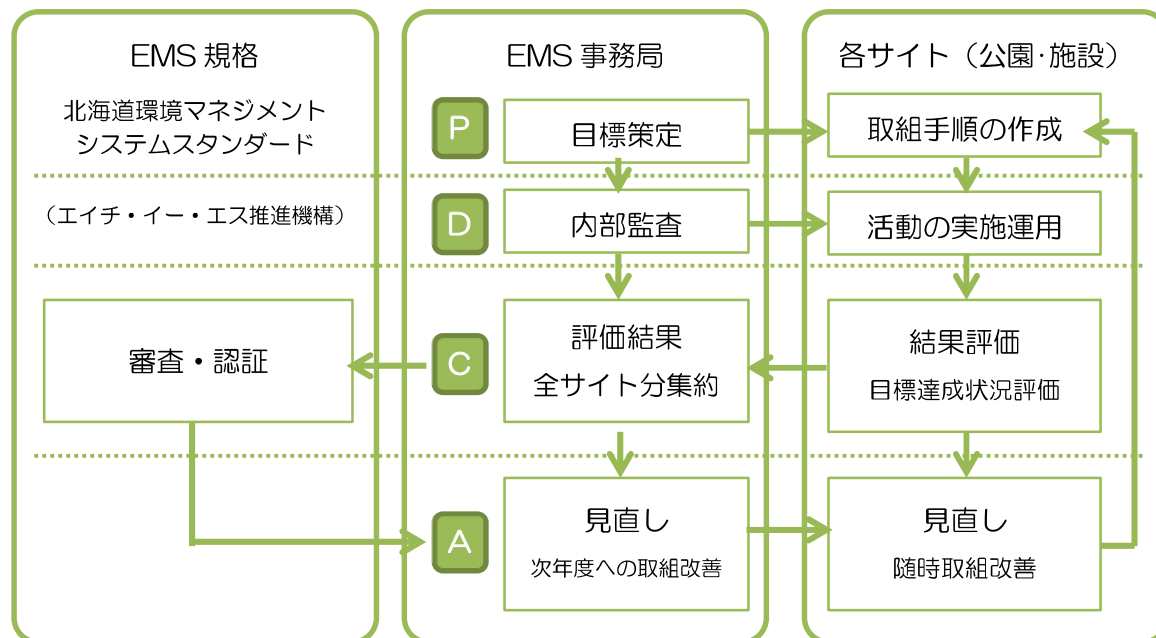 EMS 規格
北海道環境マネジメント
システムスタンダード
（エイチ・イー・エス推進機構）
審査・認証
EMS 事務局
P
目標策定
D
内部監査
C
評価結果
全サイト分集約
A
見直し
次年度への取組改善
各サイト（公園・施設）
取組手順の作成
活動の実施運用
結果評価
目標達成状況評価
見直し
随時取組改善